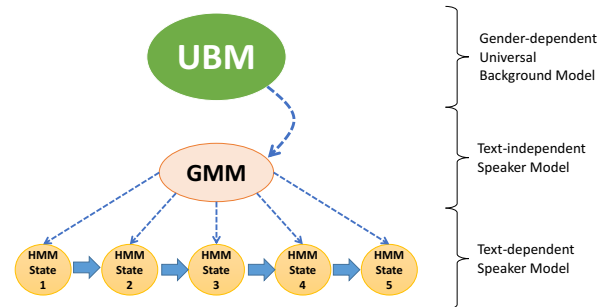 UBM
Gender-dependent
Universal
Background Model
GMM
Text-independent
Speaker Model
HMM
State
1
HMM
State
2
HMM
State
3
HMM
State
4
HMM
State
5
Text-dependent
Speaker Model